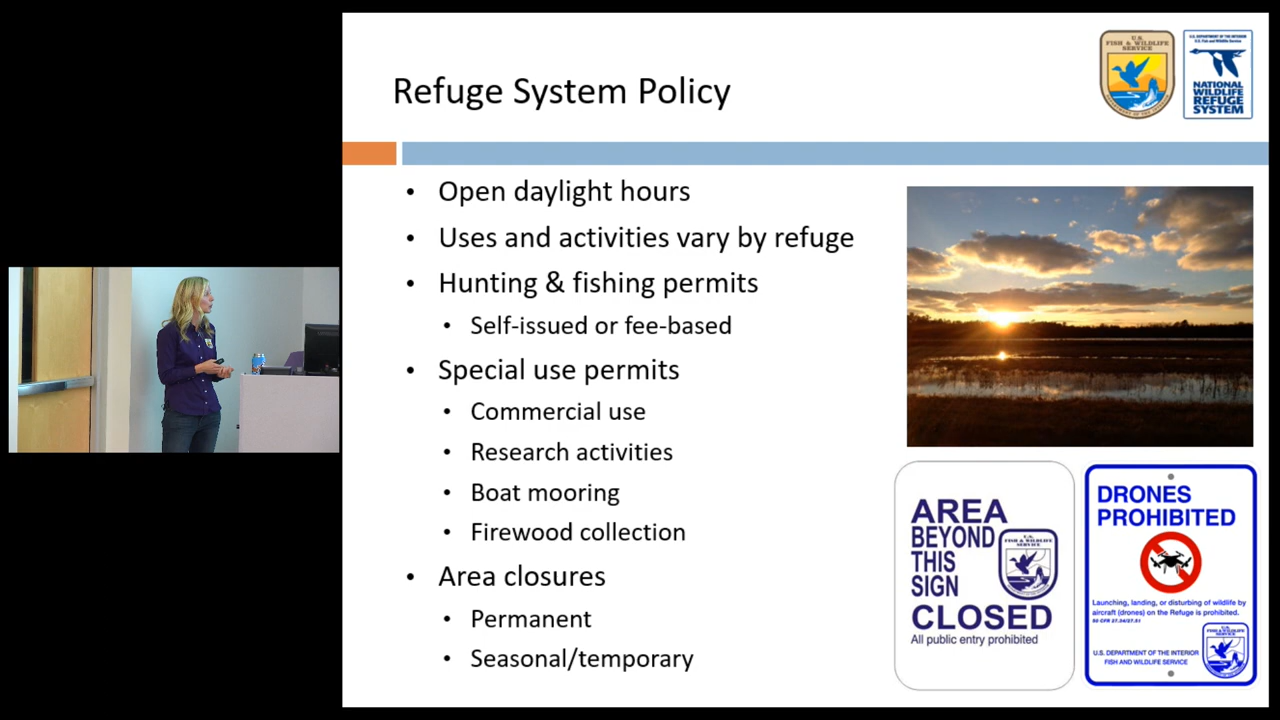 Refuge System Policy
U.S.
FISH & WILDLIFE
SERVICE
U.S. DEPARTMENT OF THE INTERIOR
U.S. Fish and Wildlife Service
NATIONAL
WILDLIFE
REFUGE
SYSTEM
• Open daylight hours
• Uses and activities vary by refuge
• Hunting & fishing permits
• Self-issued or fee-based
• Special use permits
• Commercial use
• Research activities
• Boat mooring
• Firewood collection
• Area closures
• Permanent
• Seasonal/temporary
AREA
BEYOND
THIS
SIGN
CLOSED
All public entry prohibited
U.S.
FISH & WILDLIFE
SERVICE
DRONES
PROHIBITED
Launching, landing, or disturbing of wildlife by
aircraft (drones) on the Refuge is prohibited.
50 CFR 27.34/27.51
U.S. DEPARTMENT OF THE INTERIOR
FISH AND WILDLIFE SERVICE
U.S.
FISH & WILDLIFE
SERVICE